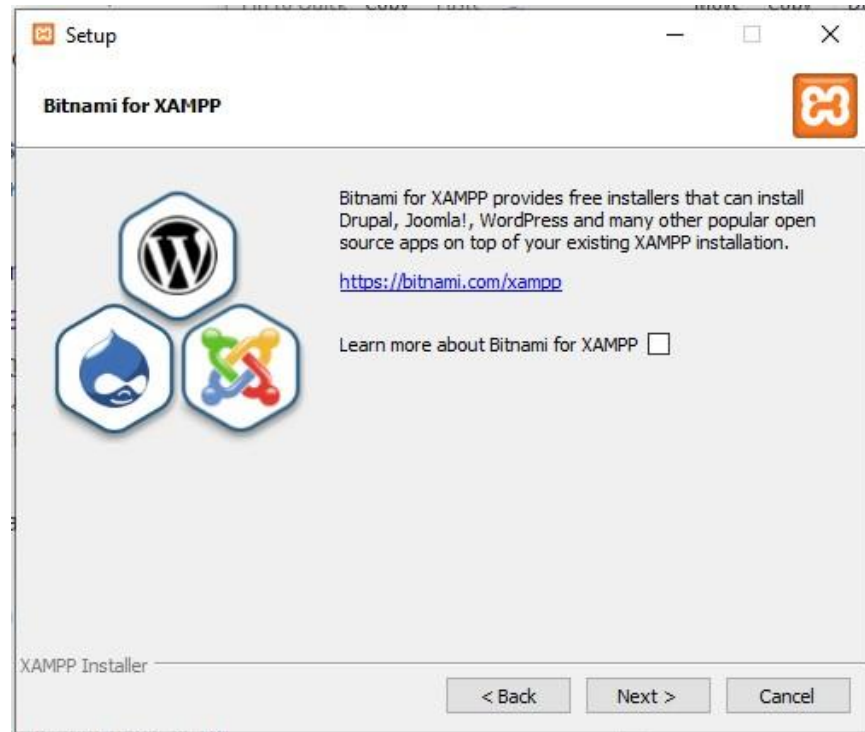 Setup
Bitnami for XAMPP
Bitnami for XAMPP provides free installers that can install
Drupal, Joomla!, WordPress and many other popular open
source apps on top of your existing XAMPP installation.
https://bitnami.com/xampp
Learn more about Bitnami for XAMPP
XAMPP Installer
< Back
Next >
Cancel